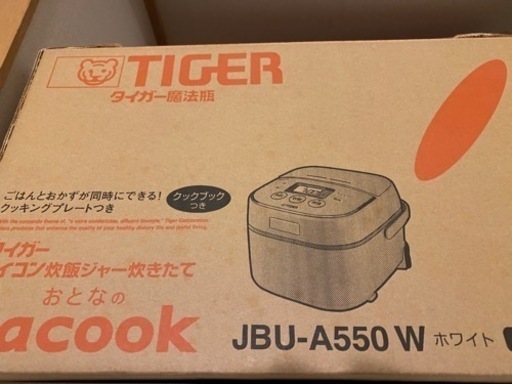 TIGER
タイガー魔法瓶
ごはんとおかずが同時にできる!
クッキングプレートつき
クックブック
つき
イガー
イコン炊飯ジャー炊きたて
おとなの
acook
JBU-A550 W ホワイト